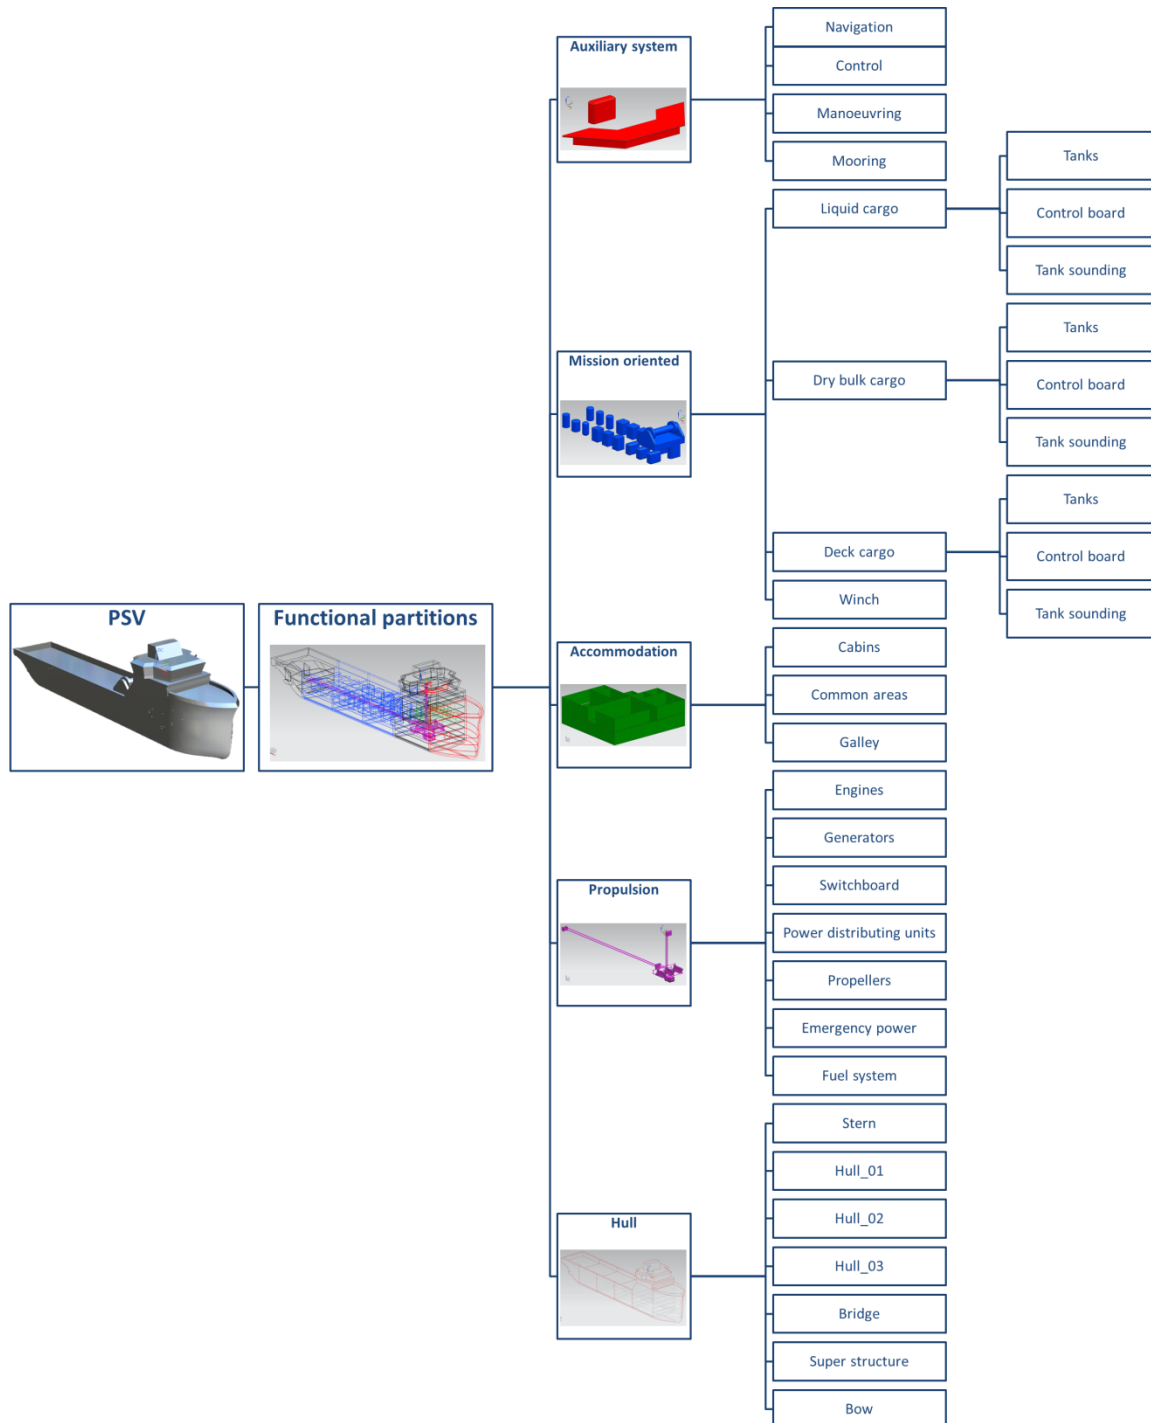 PSV
Functional partitions
Auxiliary system
Navigation
Control
Manoeuvring
Mooring
Mission oriented
Liquid cargo
Tanks
Control board
Tank sounding
Dry bulk cargo
Tanks
Control board
Tank sounding
Deck cargo
Tanks
Control board
Tank sounding
Winch
Accommodation
Cabins
Common areas
Galley
Propulsion
Engines
Generators
Switchboard
Power distributing units
Propellers
Emergency power
Fuel system
Hull
Stern
Hull_01
Hull_02
Hull_03
Bridge
Super structure
Bow